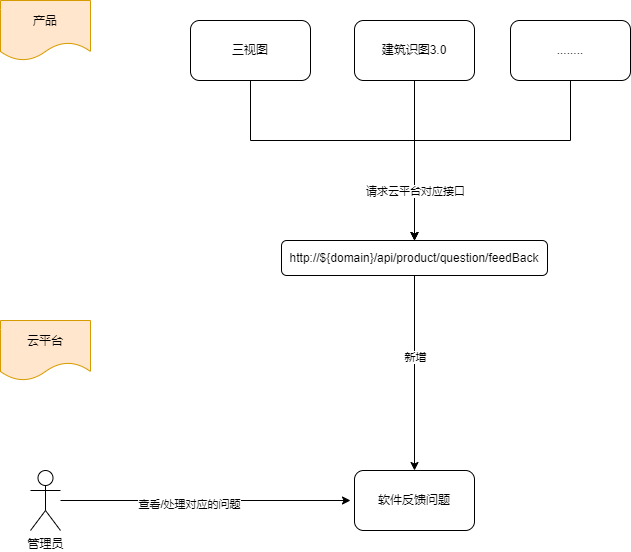 产品
三视图
建筑识图3.0
........
请求云平台对应接口
http://${domain}/api/product/question/feedBack
云平台
新增
查看/处理对应的问题
软件反馈问题
管理员